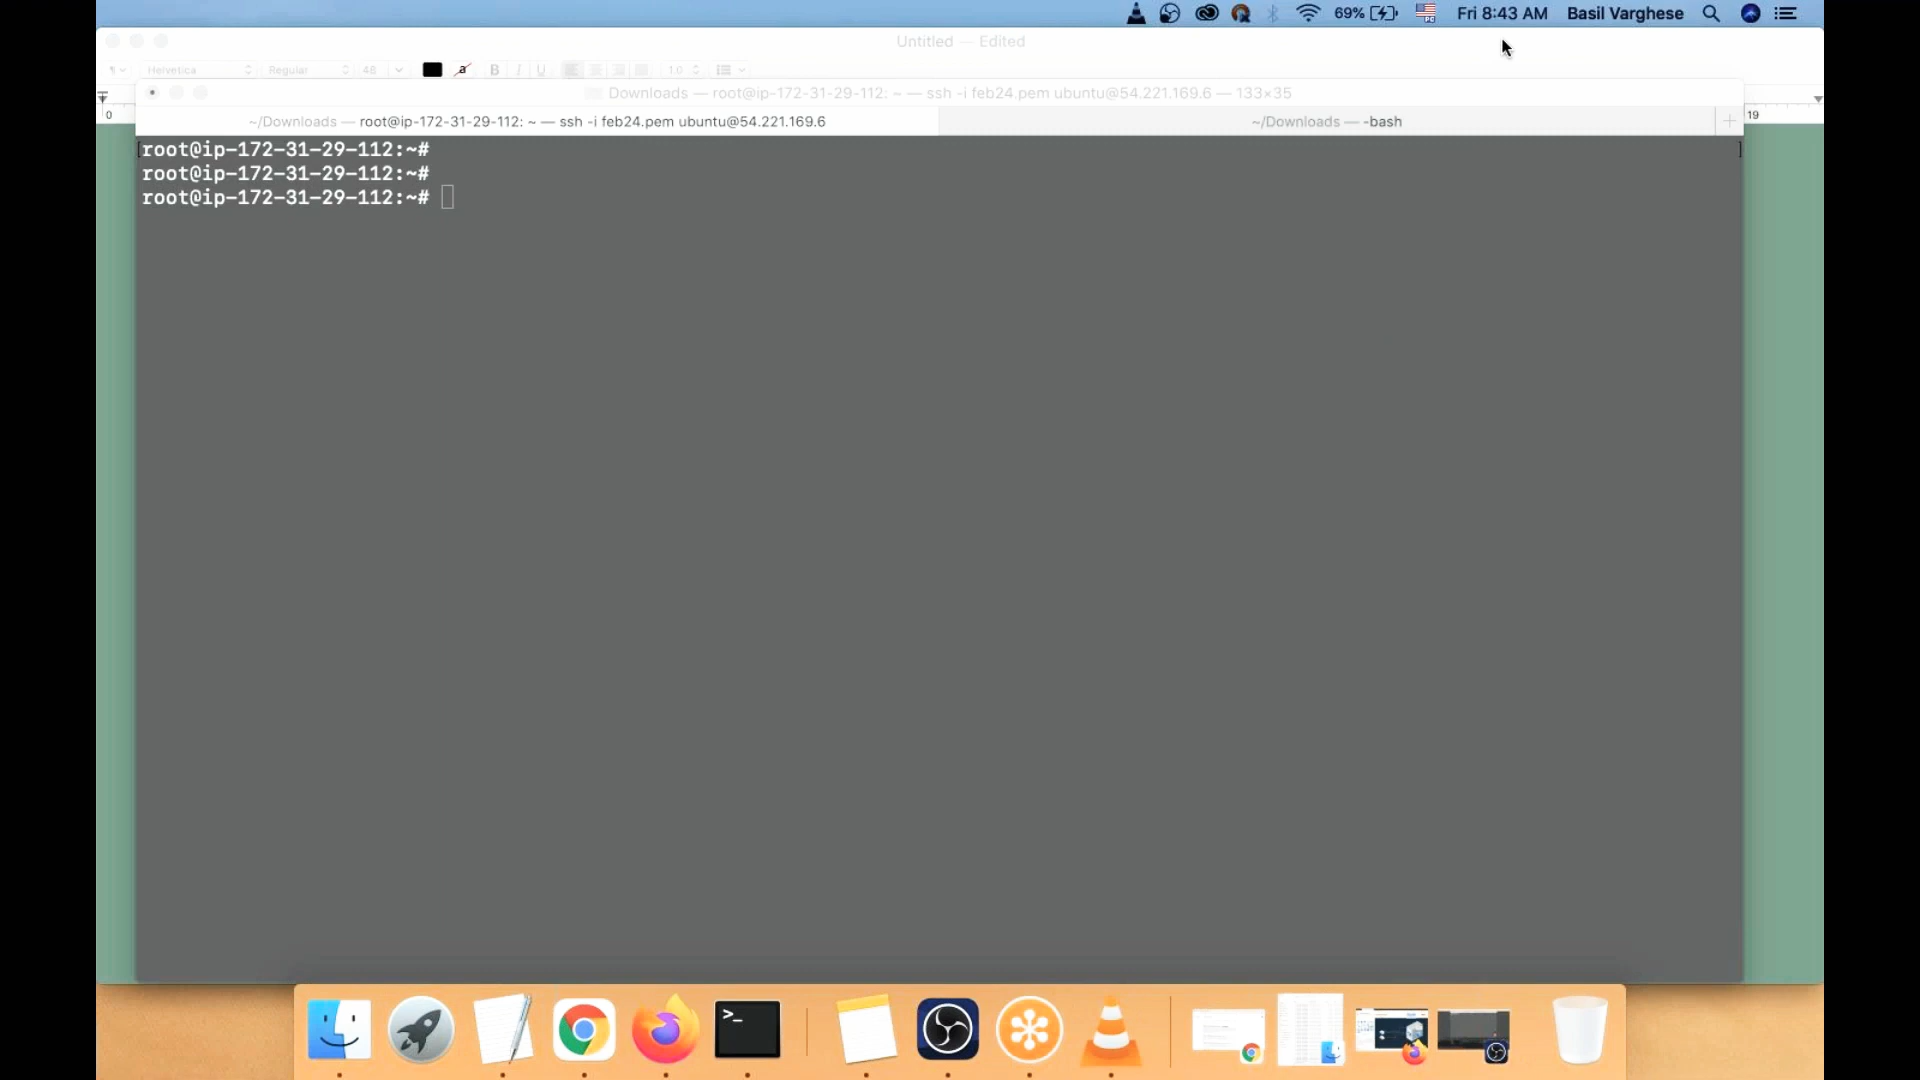 69% Fri 8:43 AM Basil Varghese
Untitled — Edited
Helvetica Regular 48 a B I U 1.0
Downloads — root@ip-172-31-29-112: ~ — ssh -i feb24.pem ubuntu@54.221.169.6 — 133×35
0 19
~/Downloads — root@ip-172-31-29-112: ~ — ssh -i feb24.pem ubuntu@54.221.169.6 ~/Downloads — -bash +
root@ip-172-31-29-112:~#
root@ip-172-31-29-112:~#
root@ip-172-31-29-112:~#
>_